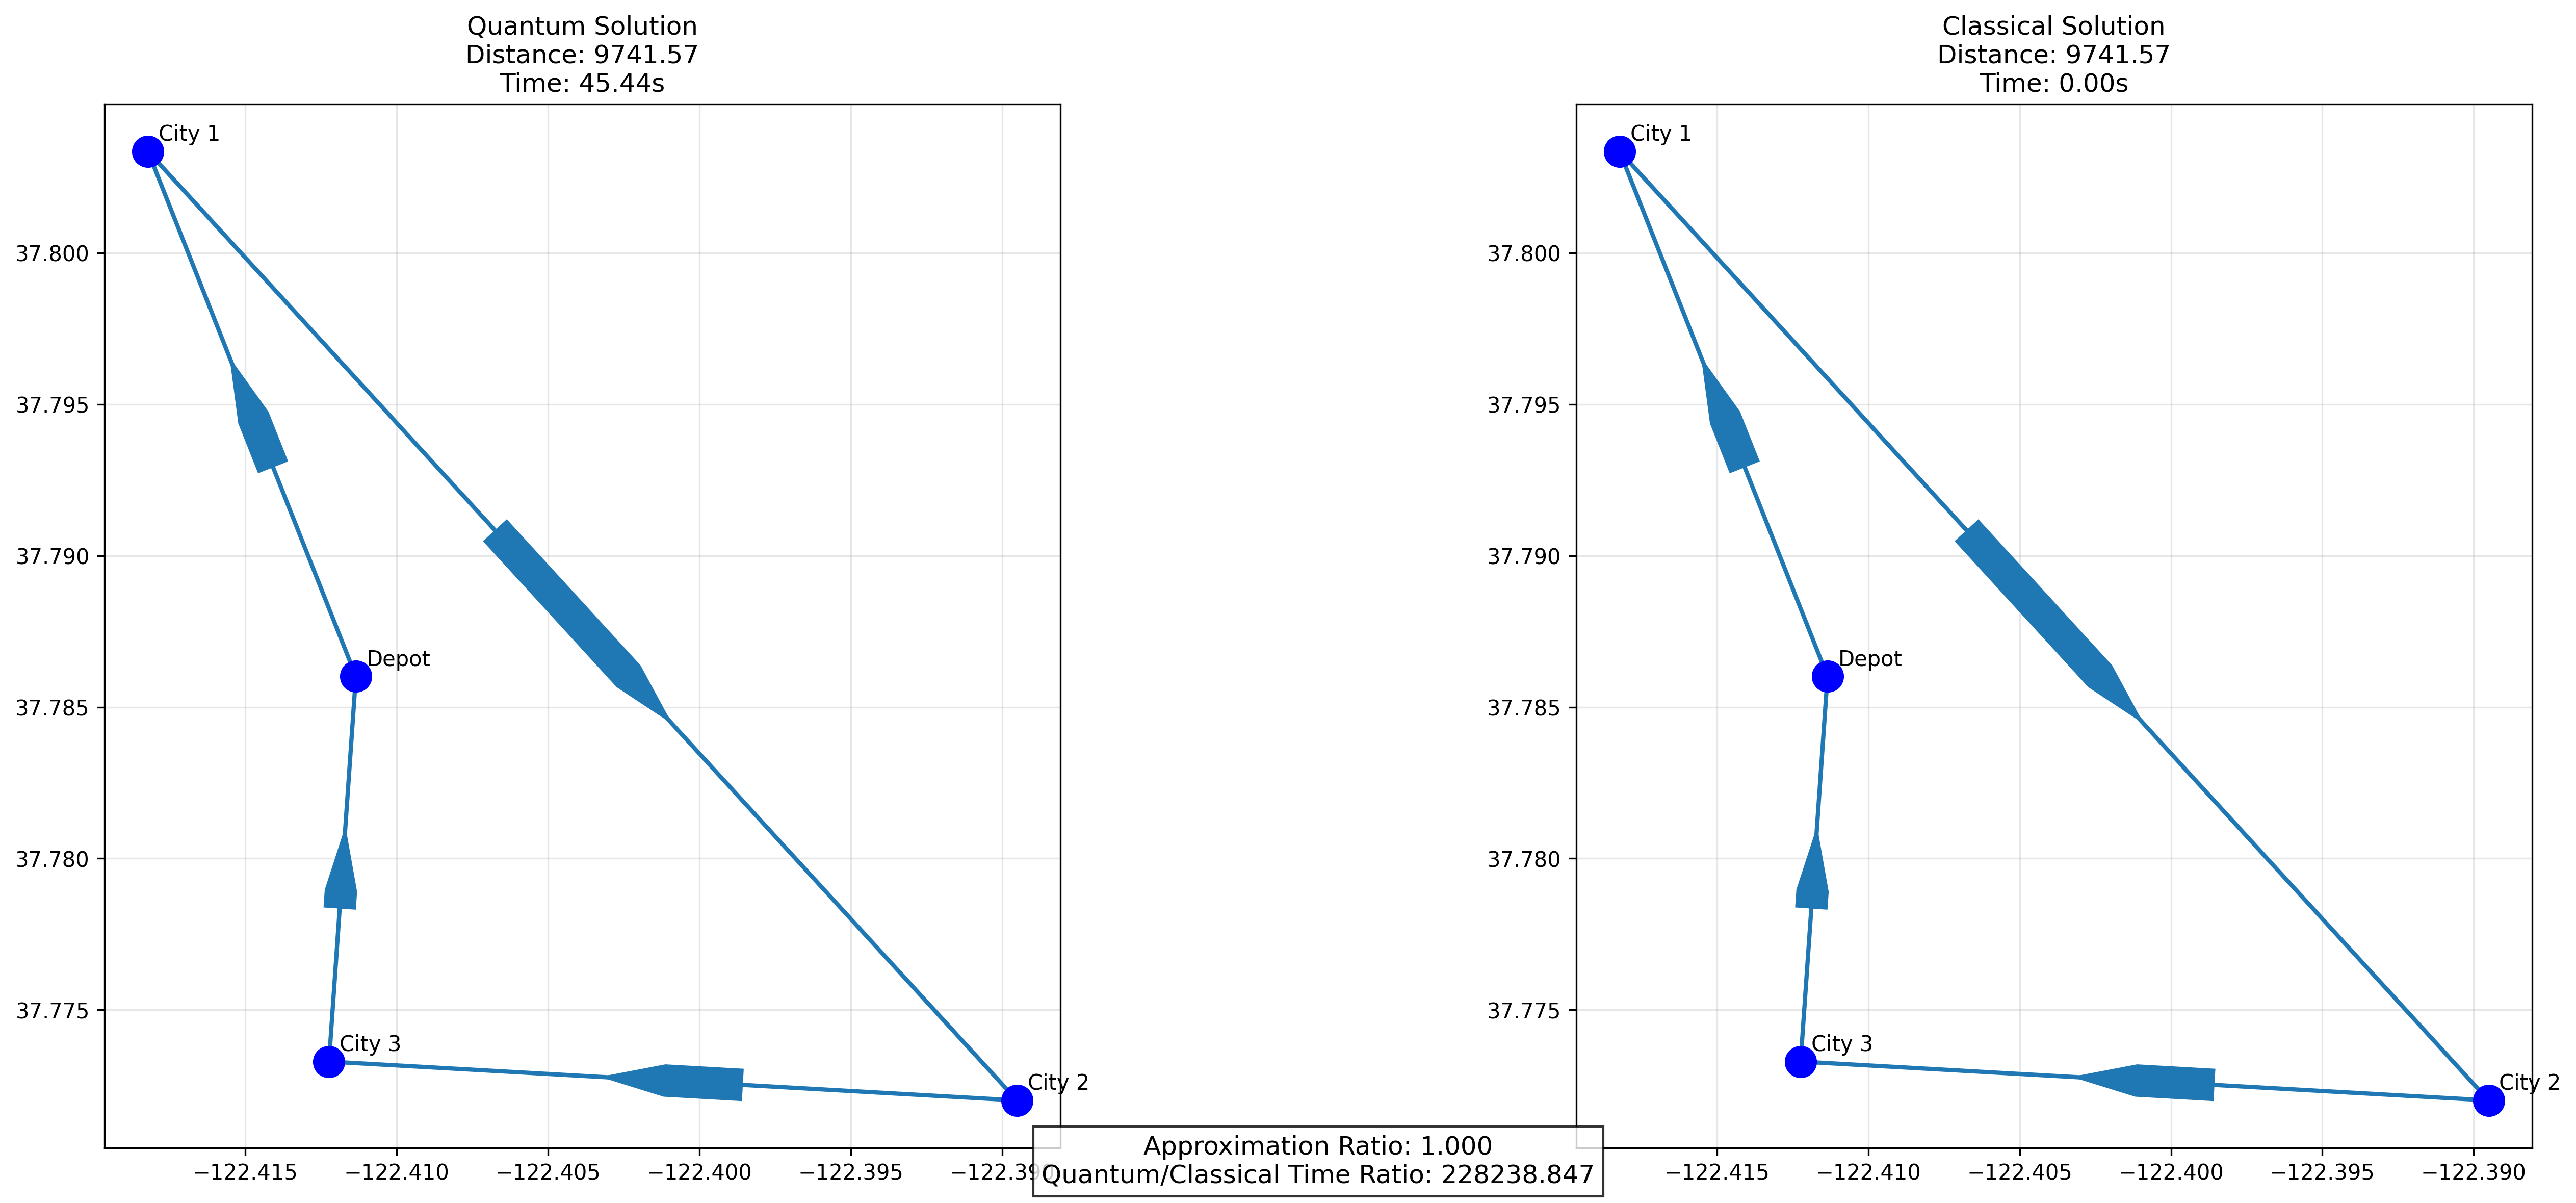 Quantum Solution
Distance: 9741.57
Time: 45.44s
City 1
Depot
City 3
City 2
37.800
37.795
37.790
37.785
37.780
37.775
−122.415
−122.410
−122.405
−122.400
−122.395
−122.390
Classical Solution
Distance: 9741.57
Time: 0.00s
City 1
Depot
City 3
City 2
37.800
37.795
37.790
37.785
37.780
37.775
−122.415
−122.410
−122.405
−122.400
−122.395
−122.390
Approximation Ratio: 1.000
Quantum/Classical Time Ratio: 228238.847